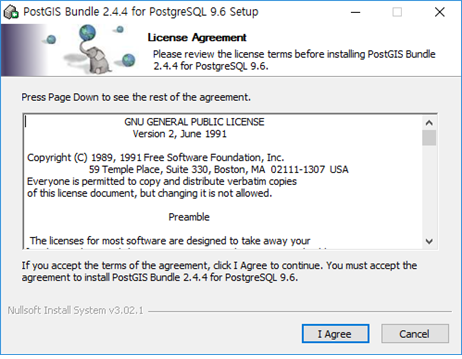 PostGIS Bundle 2.4.4 for PostgreSQL 9.6 Setup
License Agreement
Please review the license terms before installing PostGIS Bundle
2.4.4 for PostgreSQL 9.6.
Press Page Down to see the rest of the agreement.
GNU GENERAL PUBLIC LICENSE
Version 2, June 1991
Copyright (C) 1989, 1991 Free Software Foundation, Inc.
59 Temple Place, Suite 330, Boston, MA 02111-1307 USA
Everyone is permitted to copy and distribute verbatim copies
of this license document, but changing it is not allowed.
Preamble
The licenses for most software are designed to take away your
If you accept the terms of the agreement, click I Agree to continue. You must accept the
agreement to install PostGIS Bundle 2.4.4 for PostgreSQL 9.6.
Nullsoft Install System v3.02.1
I Agree
Cancel